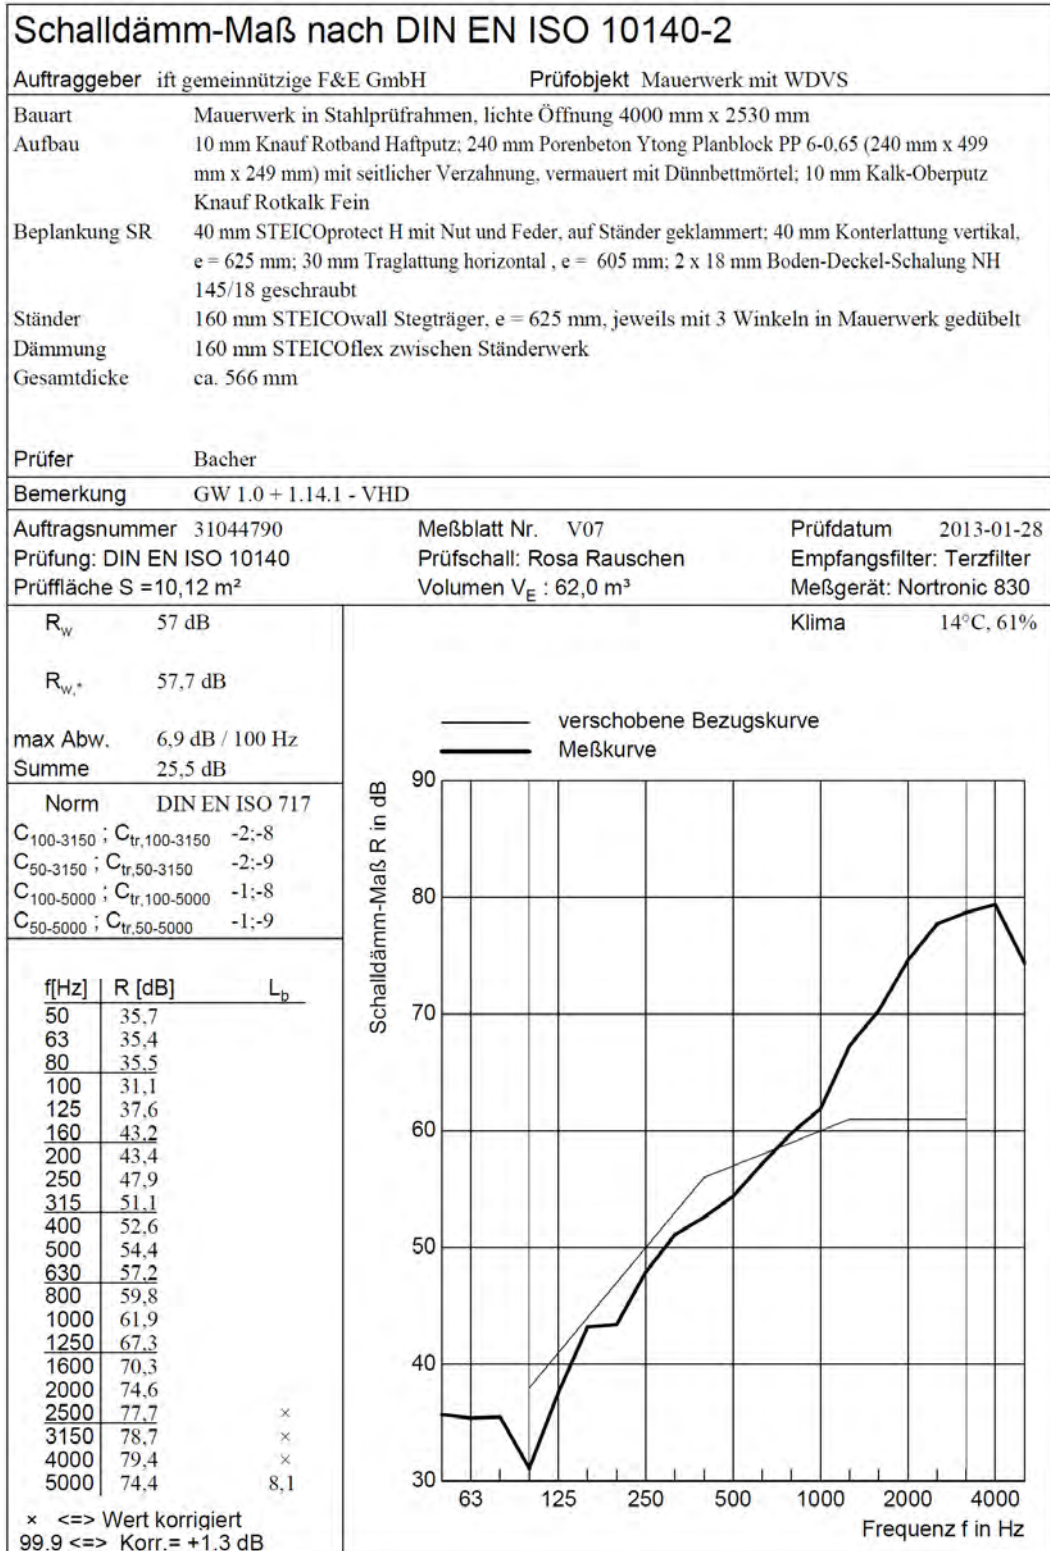 Schalldämm-Maß nach DIN EN ISO 10140-2
Auftraggeber ift gemeinnützige F&E GmbH Prüfobjekt Mauerwerk mit WDVS
Bauart Mauerwerk in Stahlprüfrahmen, lichte Öffnung 4000 mm x 2530 mm
Aufbau 10 mm Knauf Rotband Haftputz; 240 mm Porenbeton Ytong Planblock PP 6-0,65 (240 mm x 499
mm x 249 mm) mit seitlicher Verzahnung, vermauert mit Dünnbettmörtel; 10 mm Kalk-Oberputz
Knauf Rotkalk Fein
Beplankung SR 40 mm STEICOprotect H mit Nut und Feder, auf Ständer geklammert; 40 mm Konterlattung vertikal,
e = 625 mm; 30 mm Traglattung horizontal , e = 605 mm; 2 x 18 mm Boden-Deckel-Schalung NH
145/18 geschraubt
Ständer 160 mm STEICOwall Stegträger, e = 625 mm, jeweils mit 3 Winkeln in Mauerwerk gedübelt
Dämmung 160 mm STEICOflex zwischen Ständerwerk
Gesamtdicke ca. 566 mm
Prüfer Bacher
Bemerkung GW 1.0 + 1.14.1 - VHD
Auftragsnummer 31044790 Meßblatt Nr. V07 Prüfdatum 2013-01-28
Prüfung: DIN EN ISO 10140 Prüfschall: Rosa Rauschen Empfangsfilter: Terzfilter
Prüffläche S =10,12 m² Volumen V_E : 62,0 m³ Meßgerät: Nortronic 830
Klima 14°C, 61%
R_w 57 dB
R_w,* 57,7 dB
max Abw. 6,9 dB / 100 Hz
Summe 25,5 dB
Norm DIN EN ISO 717
C_100-3150 ; C_tr,100-3150 -2;-8
C_50-3150 ; C_tr,50-3150 -2;-9
C_100-5000 ; C_tr,100-5000 -1;-8
C_50-5000 ; C_tr,50-5000 -1;-9
f[Hz] R [dB] L_b
50 35,7
63 35,4
80 35,5
100 31,1
125 37,6
160 43,2
200 43,4
250 47,9
315 51,1
400 52,6
500 54,4
630 57,2
800 59,8
1000 61,9
1250 67,3
1600 70,3
2000 74,6
2500 77,7 ×
3150 78,7 ×
4000 79,4 ×
5000 74,4 8,1
× <=> Wert korrigiert
99.9 <=> Korr.= +1.3 dB
verschobene Bezugskurve
Meßkurve
Schalldämm-Maß R in dB
90
80
70
60
50
40
30
63 125 250 500 1000 2000 4000
Frequenz f in Hz